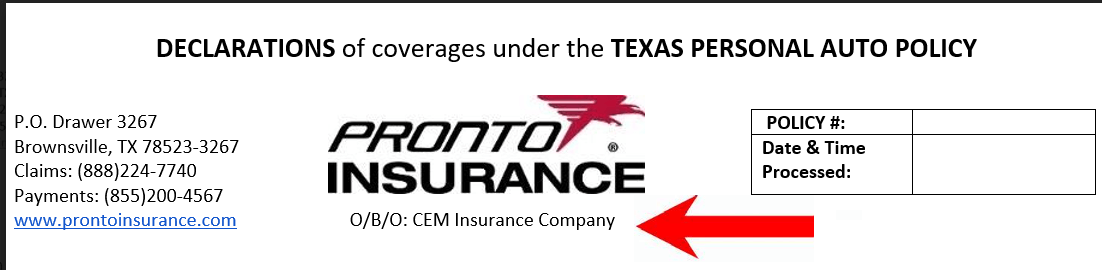 DECLARATIONS of coverages under the TEXAS PERSONAL AUTO POLICY
P.O. Drawer 3267
Brownsville, TX 78523-3267
Claims: (888)224-7740
Payments: (855)200-4567
www.prontoinsurance.com
PRONTO
®
INSURANCE
O/B/O: CEM Insurance Company
POLICY #:
Date & Time
Processed: